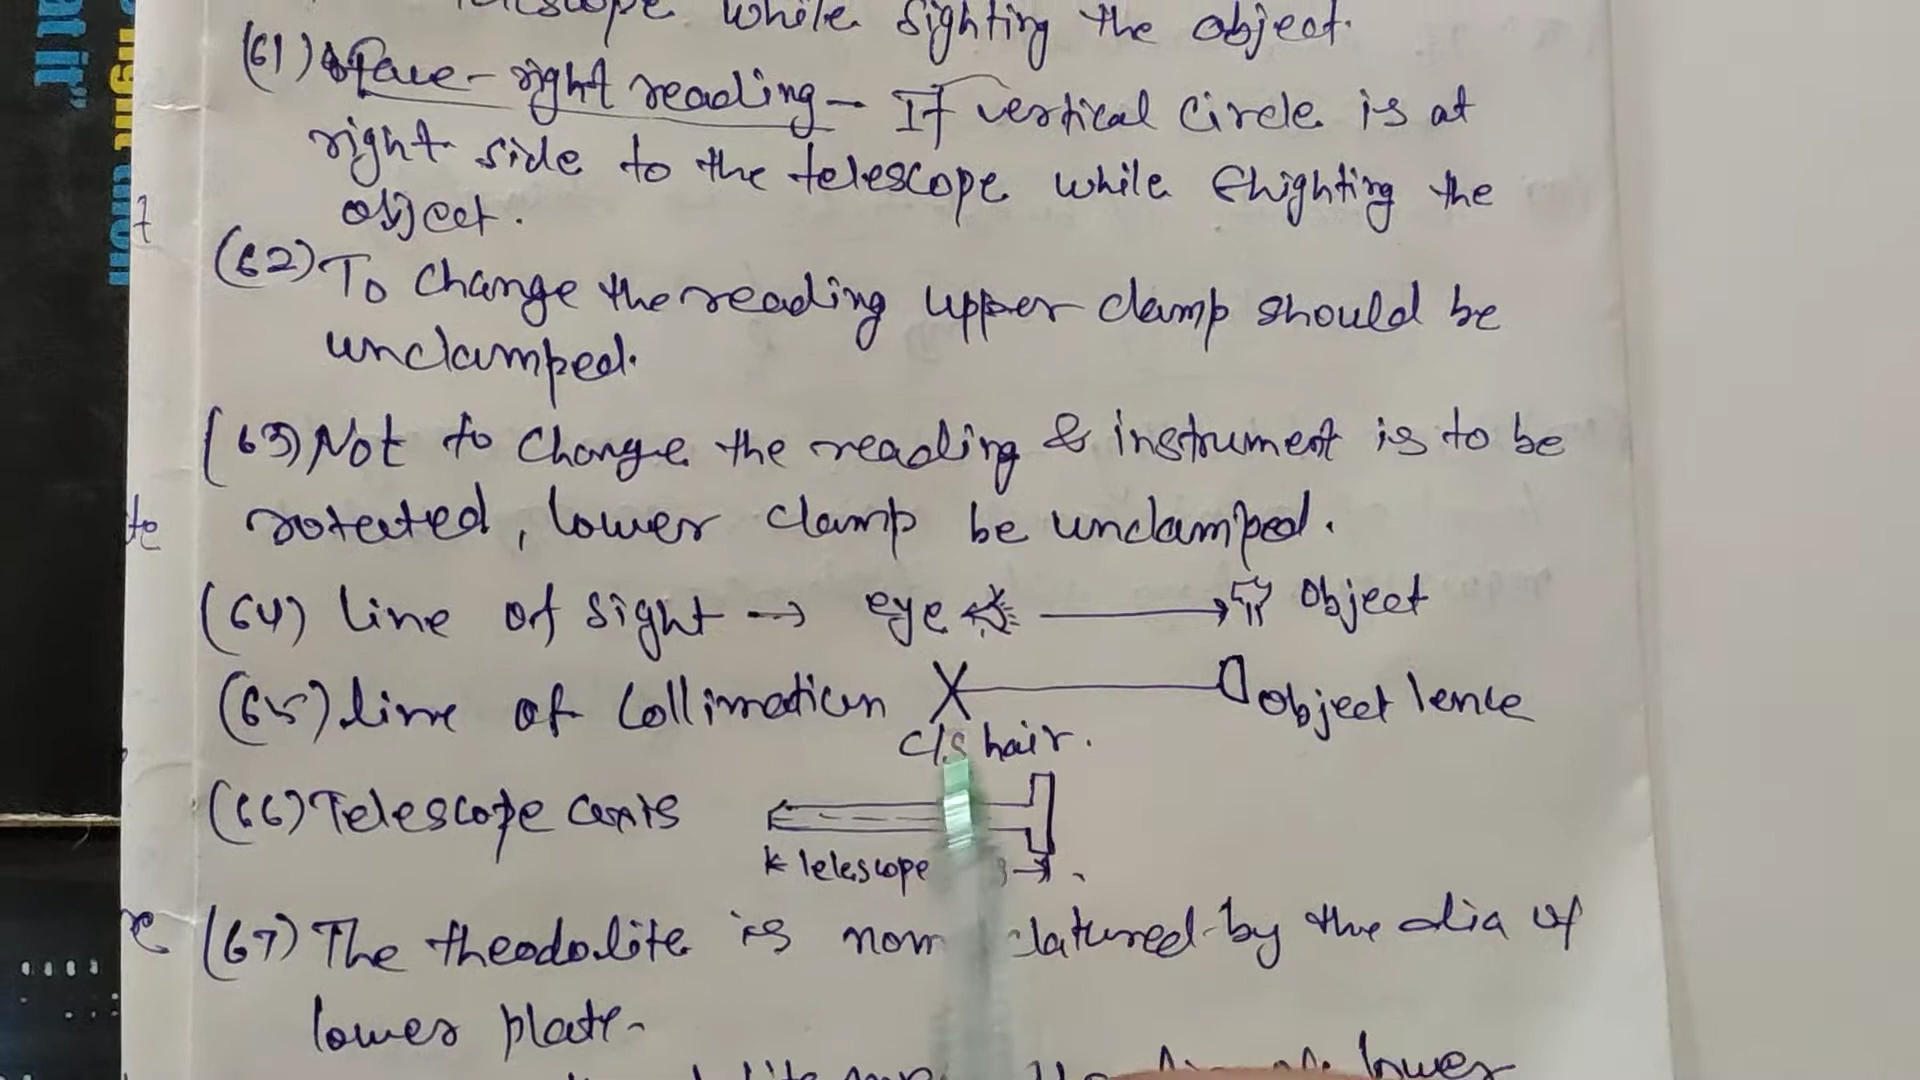 while sighting the object.
(61) Face-right reading - If vertical circle is at
right side to the telescope while the
object.
(62) To change the reading upper clamp should be
unclamped.
(63) Not to change the reading & instrument is to be
rotated, lower clamp be unclamped.
(64) line of sight → eye object
(65) line of Collimation object lence
c/s hair.
(66) Telescope axis
telescope
(67) The theodolite is nom clatured by the dia of
lower plate-
lower